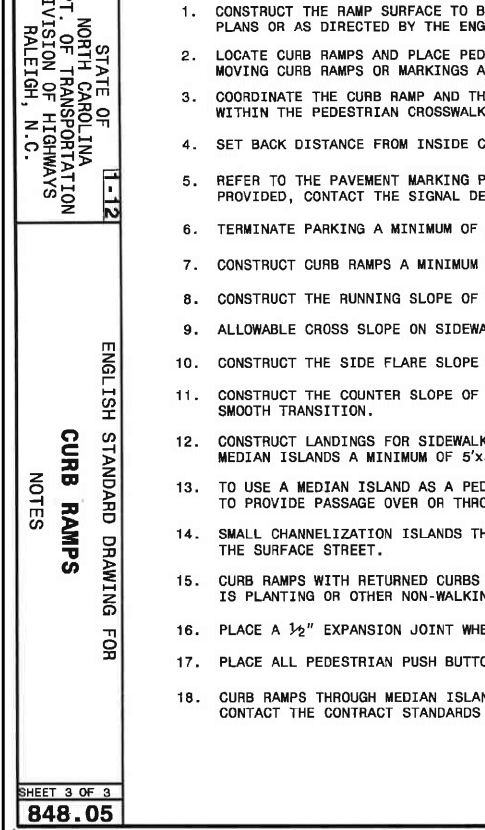 STATE OF
NORTH CAROLINA
T. OF TRANSPORTATION
VISION OF HIGHWAYS
RALEIGH, N.C.
1-12
ENGLISH STANDARD DRAWING FOR
CURB RAMPS
NOTES
SHEET 3 OF 3
848.05
1. CONSTRUCT THE RAMP SURFACE TO B
PLANS OR AS DIRECTED BY THE ENG
2. LOCATE CURB RAMPS AND PLACE PED
MOVING CURB RAMPS OR MARKINGS A
3. COORDINATE THE CURB RAMP AND TH
WITHIN THE PEDESTRIAN CROSSWALK
4. SET BACK DISTANCE FROM INSIDE C
5. REFER TO THE PAVEMENT MARKING P
PROVIDED, CONTACT THE SIGNAL DE
6. TERMINATE PARKING A MINIMUM OF
7. CONSTRUCT CURB RAMPS A MINIMUM
8. CONSTRUCT THE RUNNING SLOPE OF
9. ALLOWABLE CROSS SLOPE ON SIDEWA
10. CONSTRUCT THE SIDE FLARE SLOPE
11. CONSTRUCT THE COUNTER SLOPE OF
SMOOTH TRANSITION.
12. CONSTRUCT LANDINGS FOR SIDEWALK
MEDIAN ISLANDS A MINIMUM OF 5'x
13. TO USE A MEDIAN ISLAND AS A PED
TO PROVIDE PASSAGE OVER OR THRO
14. SMALL CHANNELIZATION ISLANDS TH
THE SURFACE STREET.
15. CURB RAMPS WITH RETURNED CURBS
IS PLANTING OR OTHER NON-WALKIN
16. PLACE A ½" EXPANSION JOINT WHE
17. PLACE ALL PEDESTRIAN PUSH BUTTO
18. CURB RAMPS THROUGH MEDIAN ISLAN
CONTACT THE CONTRACT STANDARDS